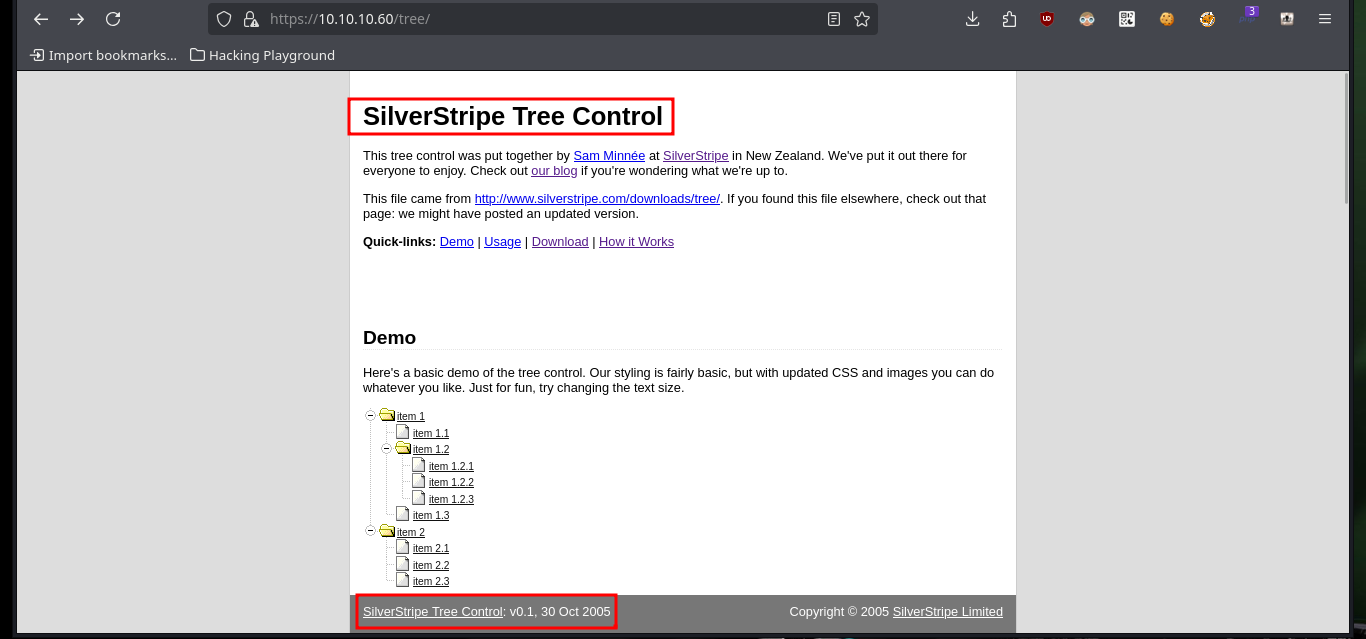 https://10.10.10.60/tree/
3
Import bookmarks... Hacking Playground
SilverStripe Tree Control
This tree control was put together by Sam Minnée at SilverStripe in New Zealand. We've put it out there for
everyone to enjoy. Check out our blog if you're wondering what we're up to.
This file came from http://www.silverstripe.com/downloads/tree/. If you found this file elsewhere, check out that
page: we might have posted an updated version.
Quick-links: Demo | Usage | Download | How it Works
Demo
Here's a basic demo of the tree control. Our styling is fairly basic, but with updated CSS and images you can do
whatever you like. Just for fun, try changing the text size.
item 1
item 1.1
item 1.2
item 1.2.1
item 1.2.2
item 1.2.3
item 1.3
item 2
item 2.1
item 2.2
item 2.3
SilverStripe Tree Control: v0.1, 30 Oct 2005 Copyright © 2005 SilverStripe Limited